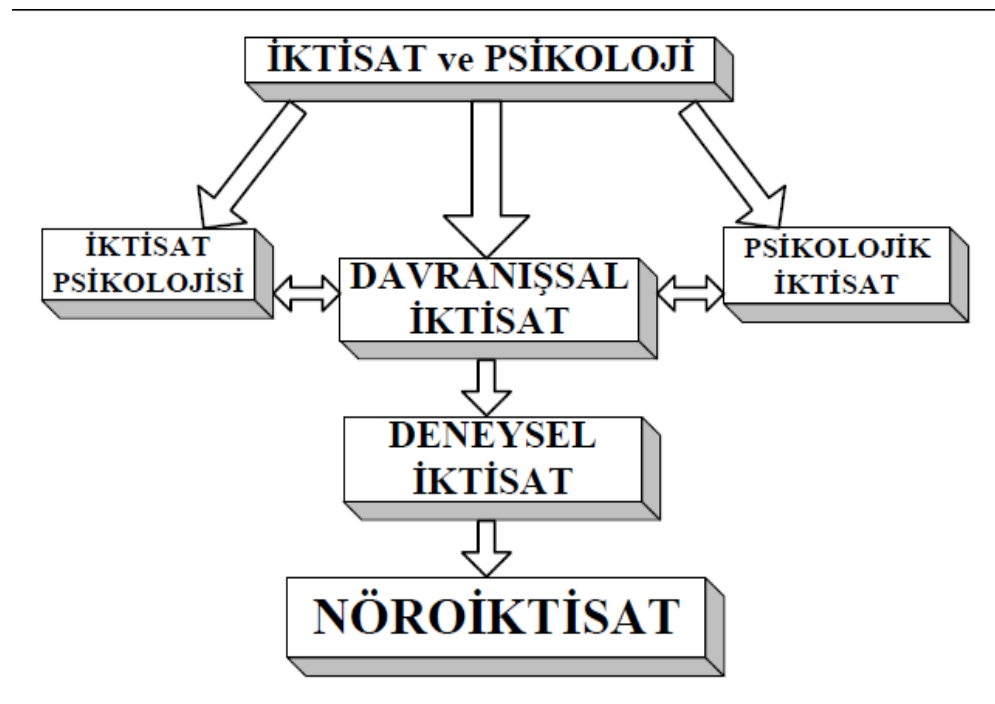 İKTİSAT ve PSİKOLOJİ
İKTİSAT
PSİKOLOJİSİ
DAVRANIŞSAL
İKTİSAT
PSİKOLOJİK
İKTİSAT
DENEYSEL
İKTİSAT
NÖROİKTİSAT